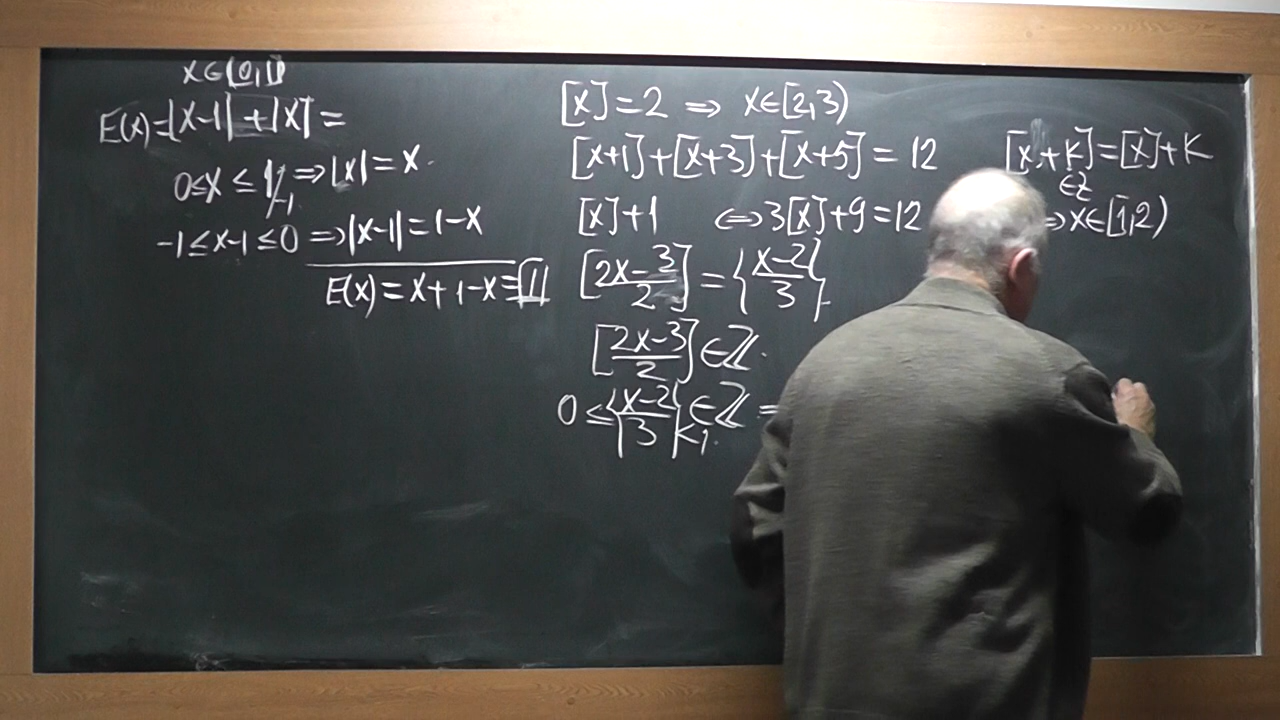 x∈[0,1]
E(x)=|x-1|+|x|=
0≤x≤1/-1 ⇒|x|=x.
-1≤x-1≤0 ⇒|x-1|=1-x
E(x)=x+1-x=1
[x]=2 ⇒ x∈[2,3)
[x+1]+[x+3]+[x+5]=12
[x]+1 ⇔3[x]+9=12
[2x-3/2]={x-2/3}
[2x-3/2]∈ℤ.
0≤{x-2/3}<1. ∈ℤ =
[x+K]=[x]+K
∈ℤ
⇒x∈[1,2)